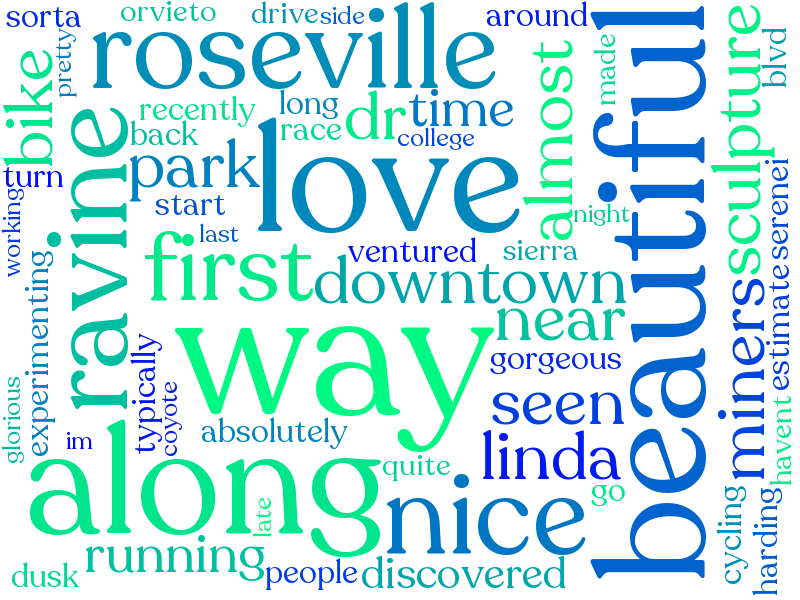 sorta
orvieto
drive
side
around
pretty
roseville
made
blvd
bike
recently
long
dr
time
almost
beautiful
sculpture
back
race
college
ravine
park
love
turn
start
night
working
last
ventured
sierra
serenei
first
downtown
experimenting
near
way
gorgeous
miners
estimate
typically
glorious
coyote
seen
im
absolutely
linda
havent
along
quite
nice
go
late
cycling
harding
running
dusk
people
discovered